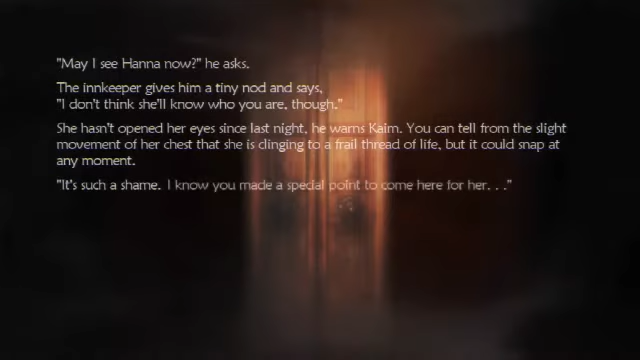 "May I see Hanna now?" he asks.
The innkeeper gives him a tiny nod and says,
"I don't think she'll know who you are, though."
She hasn't opened her eyes since last night, he warns Kaim. You can tell from the slight
movement of her chest that she is clinging to a frail thread of life, but it could snap at
any moment.
"It's such a shame. I know you made a special point to come here for her. . ."